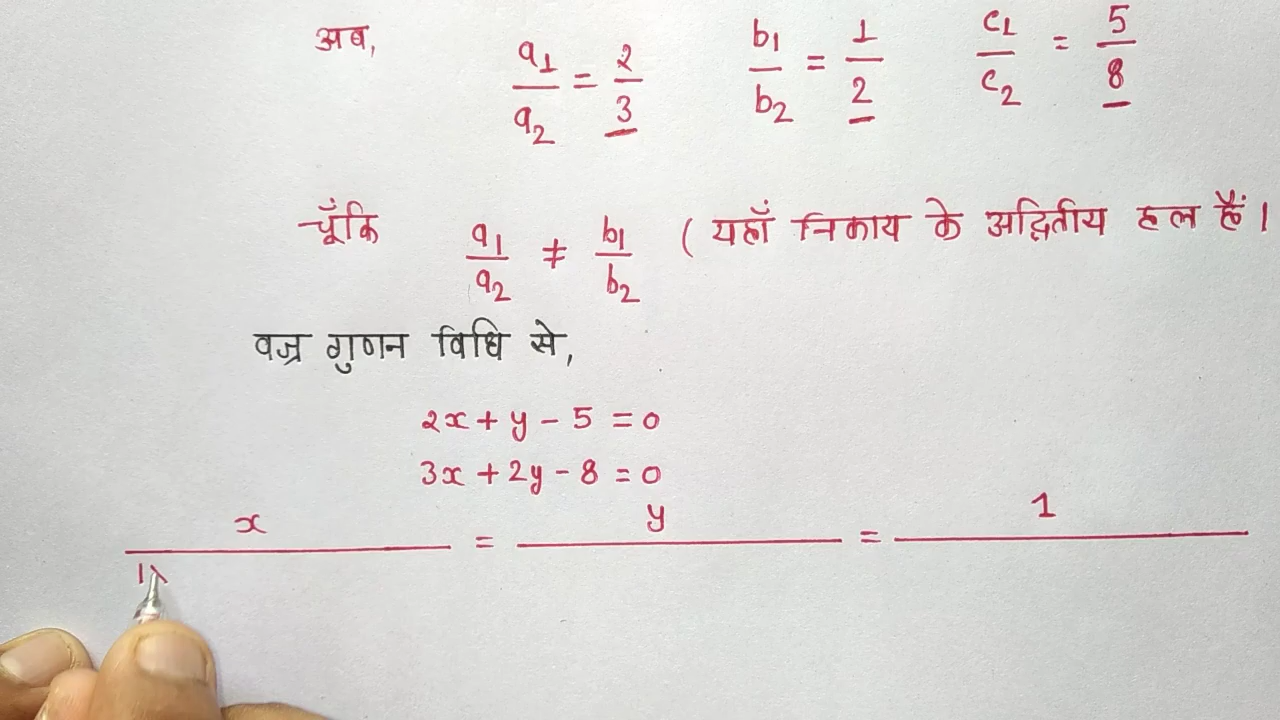 अब, a1/a2 = 2/3 b1/b2 = 1/2 c1/c2 = 5/8
चूँकि a1/a2 ≠ b1/b2 ( यहाँ निकाय के अद्वितीय हल हैं ।
वज्र गुणन विधि से,
2x + y - 5 = 0
3x + 2y - 8 = 0
x/1 = y/ = 1/